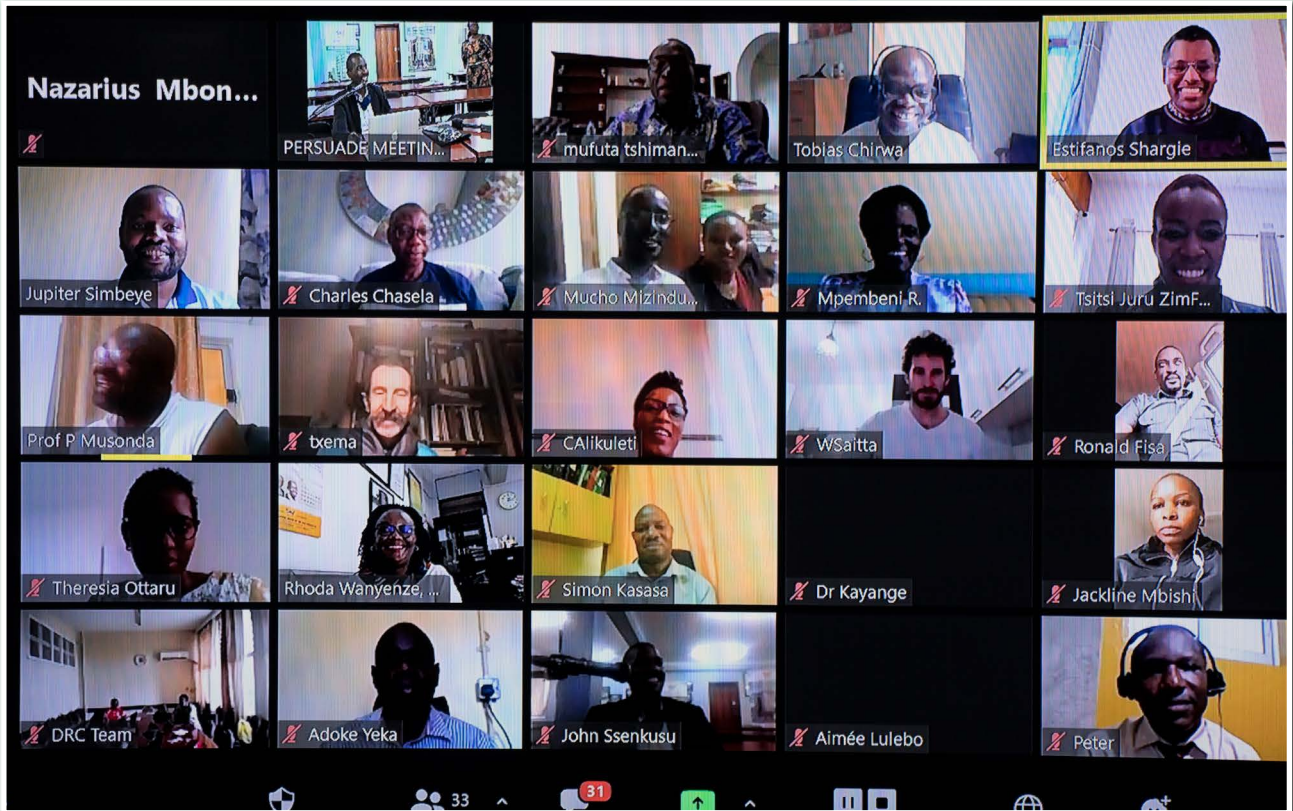 Nazarius Mbon...
PERSUADE MEETIN...
mufuta tshiman...
Tobias Chirwa
Estifanos Shargie
Jupiter Simbeye
Charles Chasela
Mucho Mizindu...
Mpembeni R.
Tsitsi Juru ZimF...
Prof P Musonda
txema
CAlikuleti
WSaitta
Ronald Fisa
Theresia Ottaru
Rhoda Wanyenze, ...
Simon Kasasa
Dr Kayange
Jackline Mbishi
DRC Team
Adoke Yeka
John Ssenkusu
Aimée Lulebo
Peter
33
31